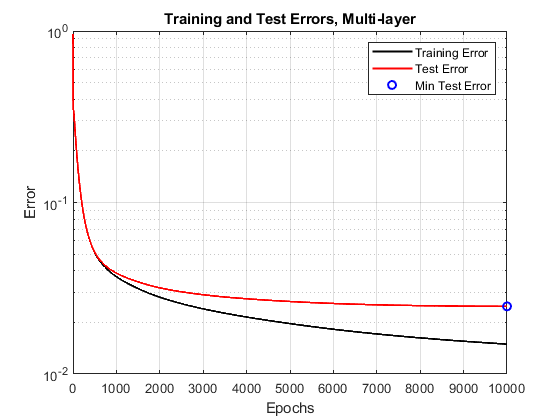 Training and Test Errors, Multi-layer
10^0
Training Error
Test Error
Min Test Error
10^-1
Error
10^-2
0 1000 2000 3000 4000 5000 6000 7000 8000 9000 10000
Epochs